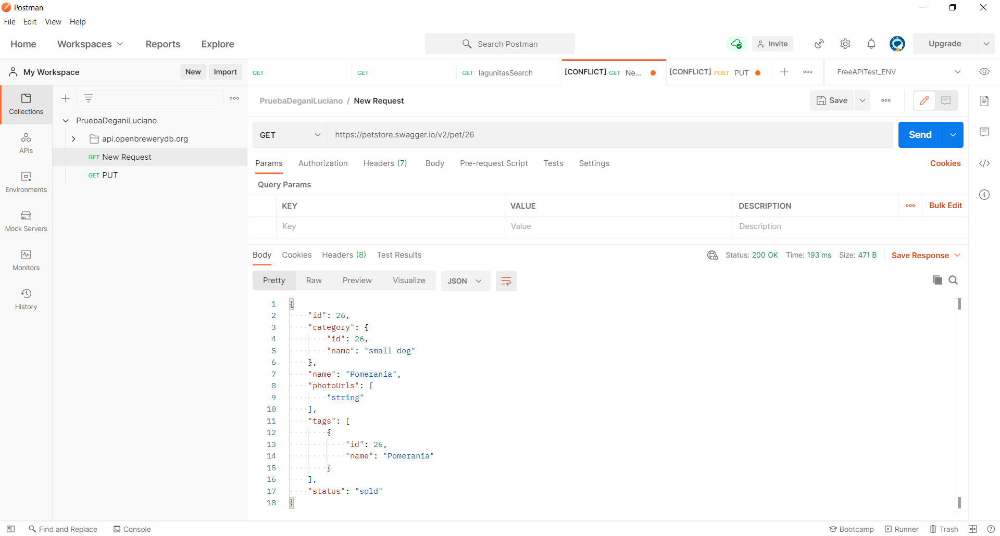 Postman
File Edit View Help
Home Workspaces Reports Explore Search Postman Invite Upgrade
My Workspace New Import GET GET GET lagunitasSearch [CONFLICT] GET Ne... [CONFLICT] POST PUT FreeAPITest_ENV
Collections
APIs
Environments
Mock Servers
Monitors
History
PruebaDeganiLuciano
api.openbrewerydb.org
GET New Request
GET PUT
PruebaDeganiLuciano / New Request Save
GET https://petstore.swagger.io/v2/pet/26 Send
Params Authorization Headers (7) Body Pre-request Script Tests Settings Cookies
Query Params
KEY VALUE DESCRIPTION Bulk Edit
Key Value Description
Body Cookies Headers (8) Test Results Status: 200 OK Time: 193 ms Size: 471 B Save Response
Pretty Raw Preview Visualize JSON
1 {
2 "id": 26,
3 "category": {
4 "id": 26,
5 "name": "small dog"
6 },
7 "name": "Pomerania",
8 "photoUrls": [
9 "string"
10 ],
11 "tags": [
12 {
13 "id": 26,
14 "name": "Pomerania"
15 }
16 ],
17 "status": "sold"
18 }
Find and Replace Console Bootcamp Runner Trash